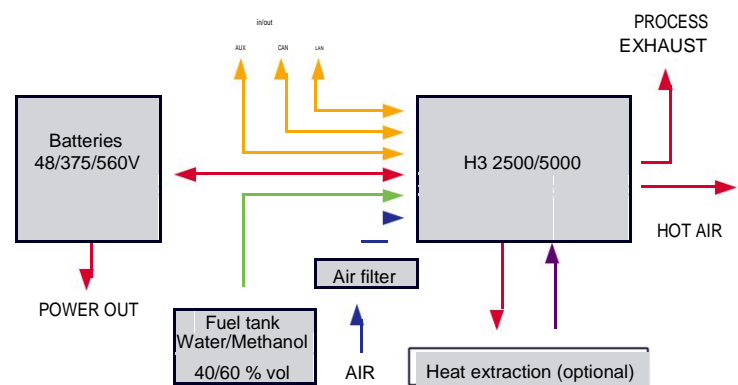 in/out
AUX CAN LAN
PROCESS
EXHAUST
Batteries
48/375/560V
H3 2500/5000
HOT AIR
Air filter
POWER OUT
Fuel tank
Water/Methanol
40/60 % vol
AIR
Heat extraction (optional)